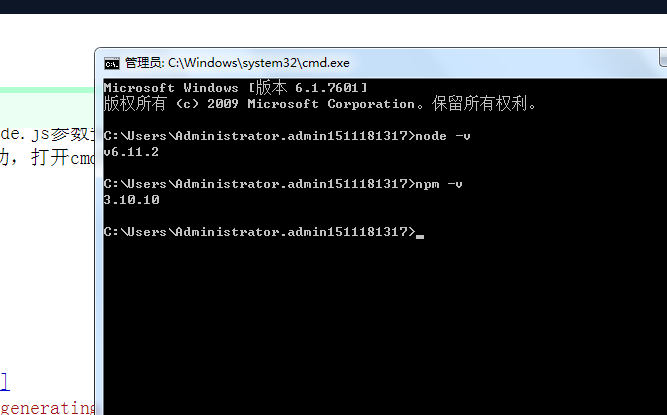 管理员: C:\Windows\system32\cmd.exe
Microsoft Windows [版本 6.1.7601]
版权所有 (c) 2009 Microsoft Corporation。保留所有权利。
C:\Users\Administrator.admin1511181317>node -v
v6.11.2
C:\Users\Administrator.admin1511181317>npm -v
3.10.10
C:\Users\Administrator.admin1511181317>
de.js参数
,打开cmd
]
generating